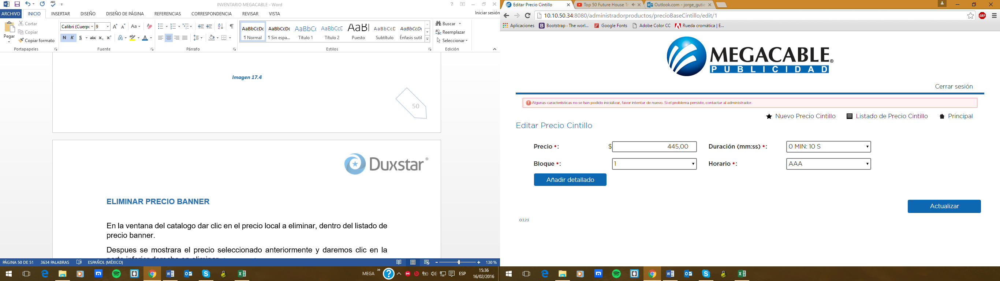 INVENTARIO MEGACABLE - Word
ARCHIVO INICIO INSERTAR DISEÑO DISEÑO DE PÁGINA REFERENCIAS CORRESPONDENCIA REVISAR VISTA Iniciar sesión
Cortar
Copiar
Copiar formato
Pegar
Portapapeles
Calibri (Cuerpo 9
Aa
N K S abc x₂ x²
Fuente
Párrafo
AaBbCcDc AaBbCcDc AaBbCc AaBbCcD AaBl AaBbCcD AaBbCcDc
¶ Normal ¶ Sin espa... Título 1 Título 2 Puesto Subtítulo Énfasis sutil
Estilos
Buscar
Reemplazar
Seleccionar
Edición
Imagen 17.4
50
Duxstar®
ELIMINAR PRECIO BANNER
En la ventana del catalogo dar clic en el precio local a eliminar, dentro del listado de
precio banner.
Despues se mostrara el precio seleccionado anteriormente y daremos clic en la
PÁGINA 50 DE 51 3634 PALABRAS ESPAÑOL (MÉXICO) 130 %
MEGA » ESP 15:36
16/02/2016
Editar Precio Cintillo
Top 50 Future House Tr
Outlook.com - jorge_gutie
10.10.50.34:8080/administradorproductos/precioBaseCintillo/edit/1
ABP
Aplicaciones Bootstrap · The worl... Google Fonts Adobe Color CC Rueda cromática | E...
MEGACABLE®
PUBLICIDAD
Cerrar sesión
Algunas características no se han podido inicializar, favor intentar de nuevo. Si el problema persiste, contactar al administrador.
Nuevo Precio Cintillo Listado de Precio Cintillo Principal
Editar Precio Cintillo
Precio *: $ 445,00 Duración (mm:ss) *: 0 MIN: 10 S
Bloque *: 1 Horario *: AAA
Añadir detallado
Actualizar
0.1.23